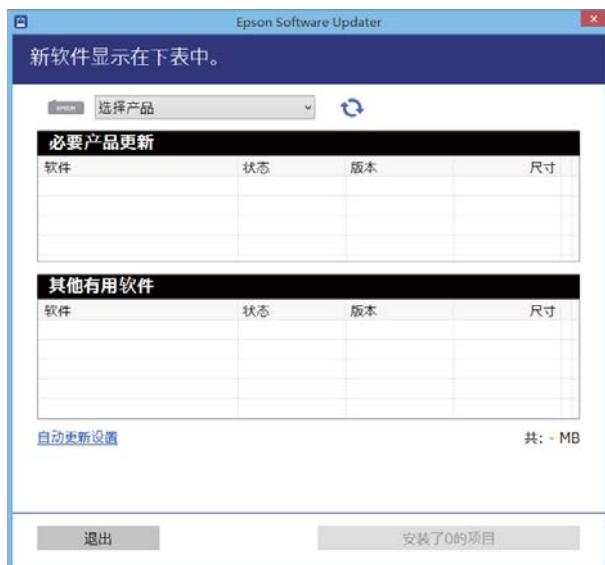 Epson Software Updater
新软件显示在下表中。
EPSON 选择产品
必要产品更新
软件 状态 版本 尺寸
其他有用软件
软件 状态 版本 尺寸
自动更新设置 共: - MB
退出 安装了0的项目